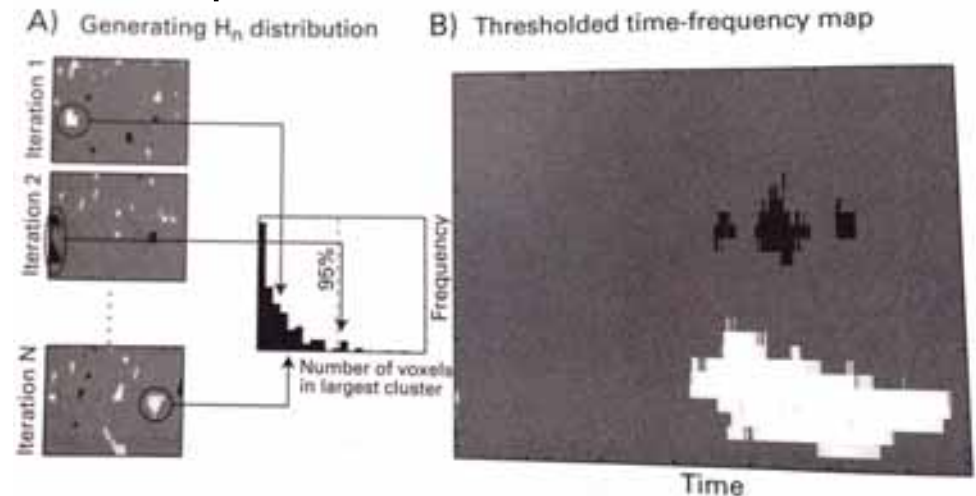 A) Generating Hn distribution
B) Thresholded time-frequency map
Iteration 1
Iteration 2
Iteration N
95%
Number of voxels
in largest cluster
Frequency
Time